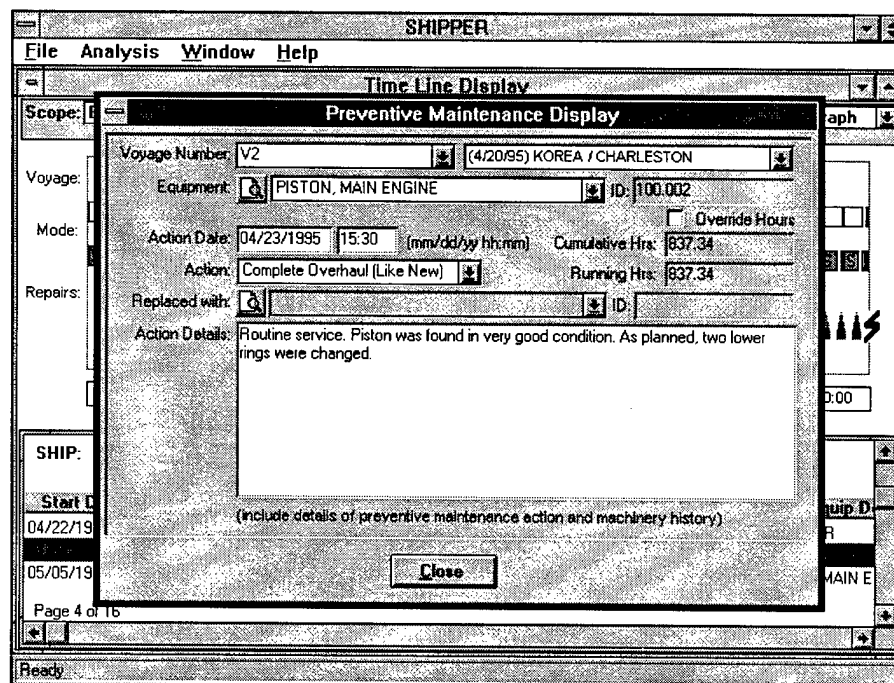 SHIPPER
File Analysis Window Help
Time Line Display
Scope:
raph
Preventive Maintenance Display
Voyage Number: V2 (4/20/95) KOREA / CHARLESTON
Voyage:
Equipment: PISTON, MAIN ENGINE ID: 100.002
Override Hours
Mode:
Action Date: 04/23/1995 15:30 (mm/dd/yy hh:mm) Cumulative Hrs: 837.34
S
Action: Complete Overhaul (Like New) Running Hrs: 837.34
Repairs:
Replaced with: ID:
Action Details: Routine service. Piston was found in very good condition. As planned, two lower
rings were changed.
0:00
SHIP:
Start D
quip D
(include details of preventive maintenance action and machinery history)
04/22/19
R
Close
05/05/19
MAIN E
Page 4 of 16
Ready